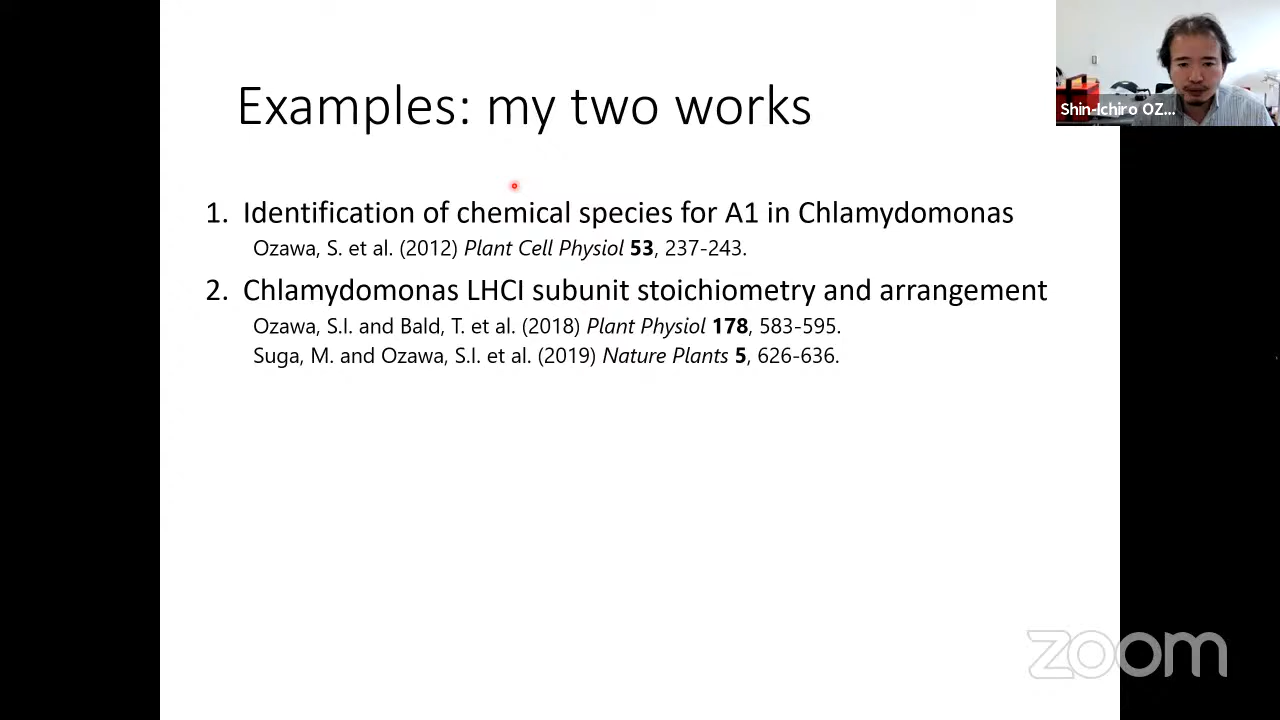 Examples: my two works
Shin-Ichiro OZ...
1. Identification of chemical species for A1 in Chlamydomonas
Ozawa, S. et al. (2012) Plant Cell Physiol 53, 237-243.
2. Chlamydomonas LHCI subunit stoichiometry and arrangement
Ozawa, S.I. and Bald, T. et al. (2018) Plant Physiol 178, 583-595.
Suga, M. and Ozawa, S.I. et al. (2019) Nature Plants 5, 626-636.
zoom